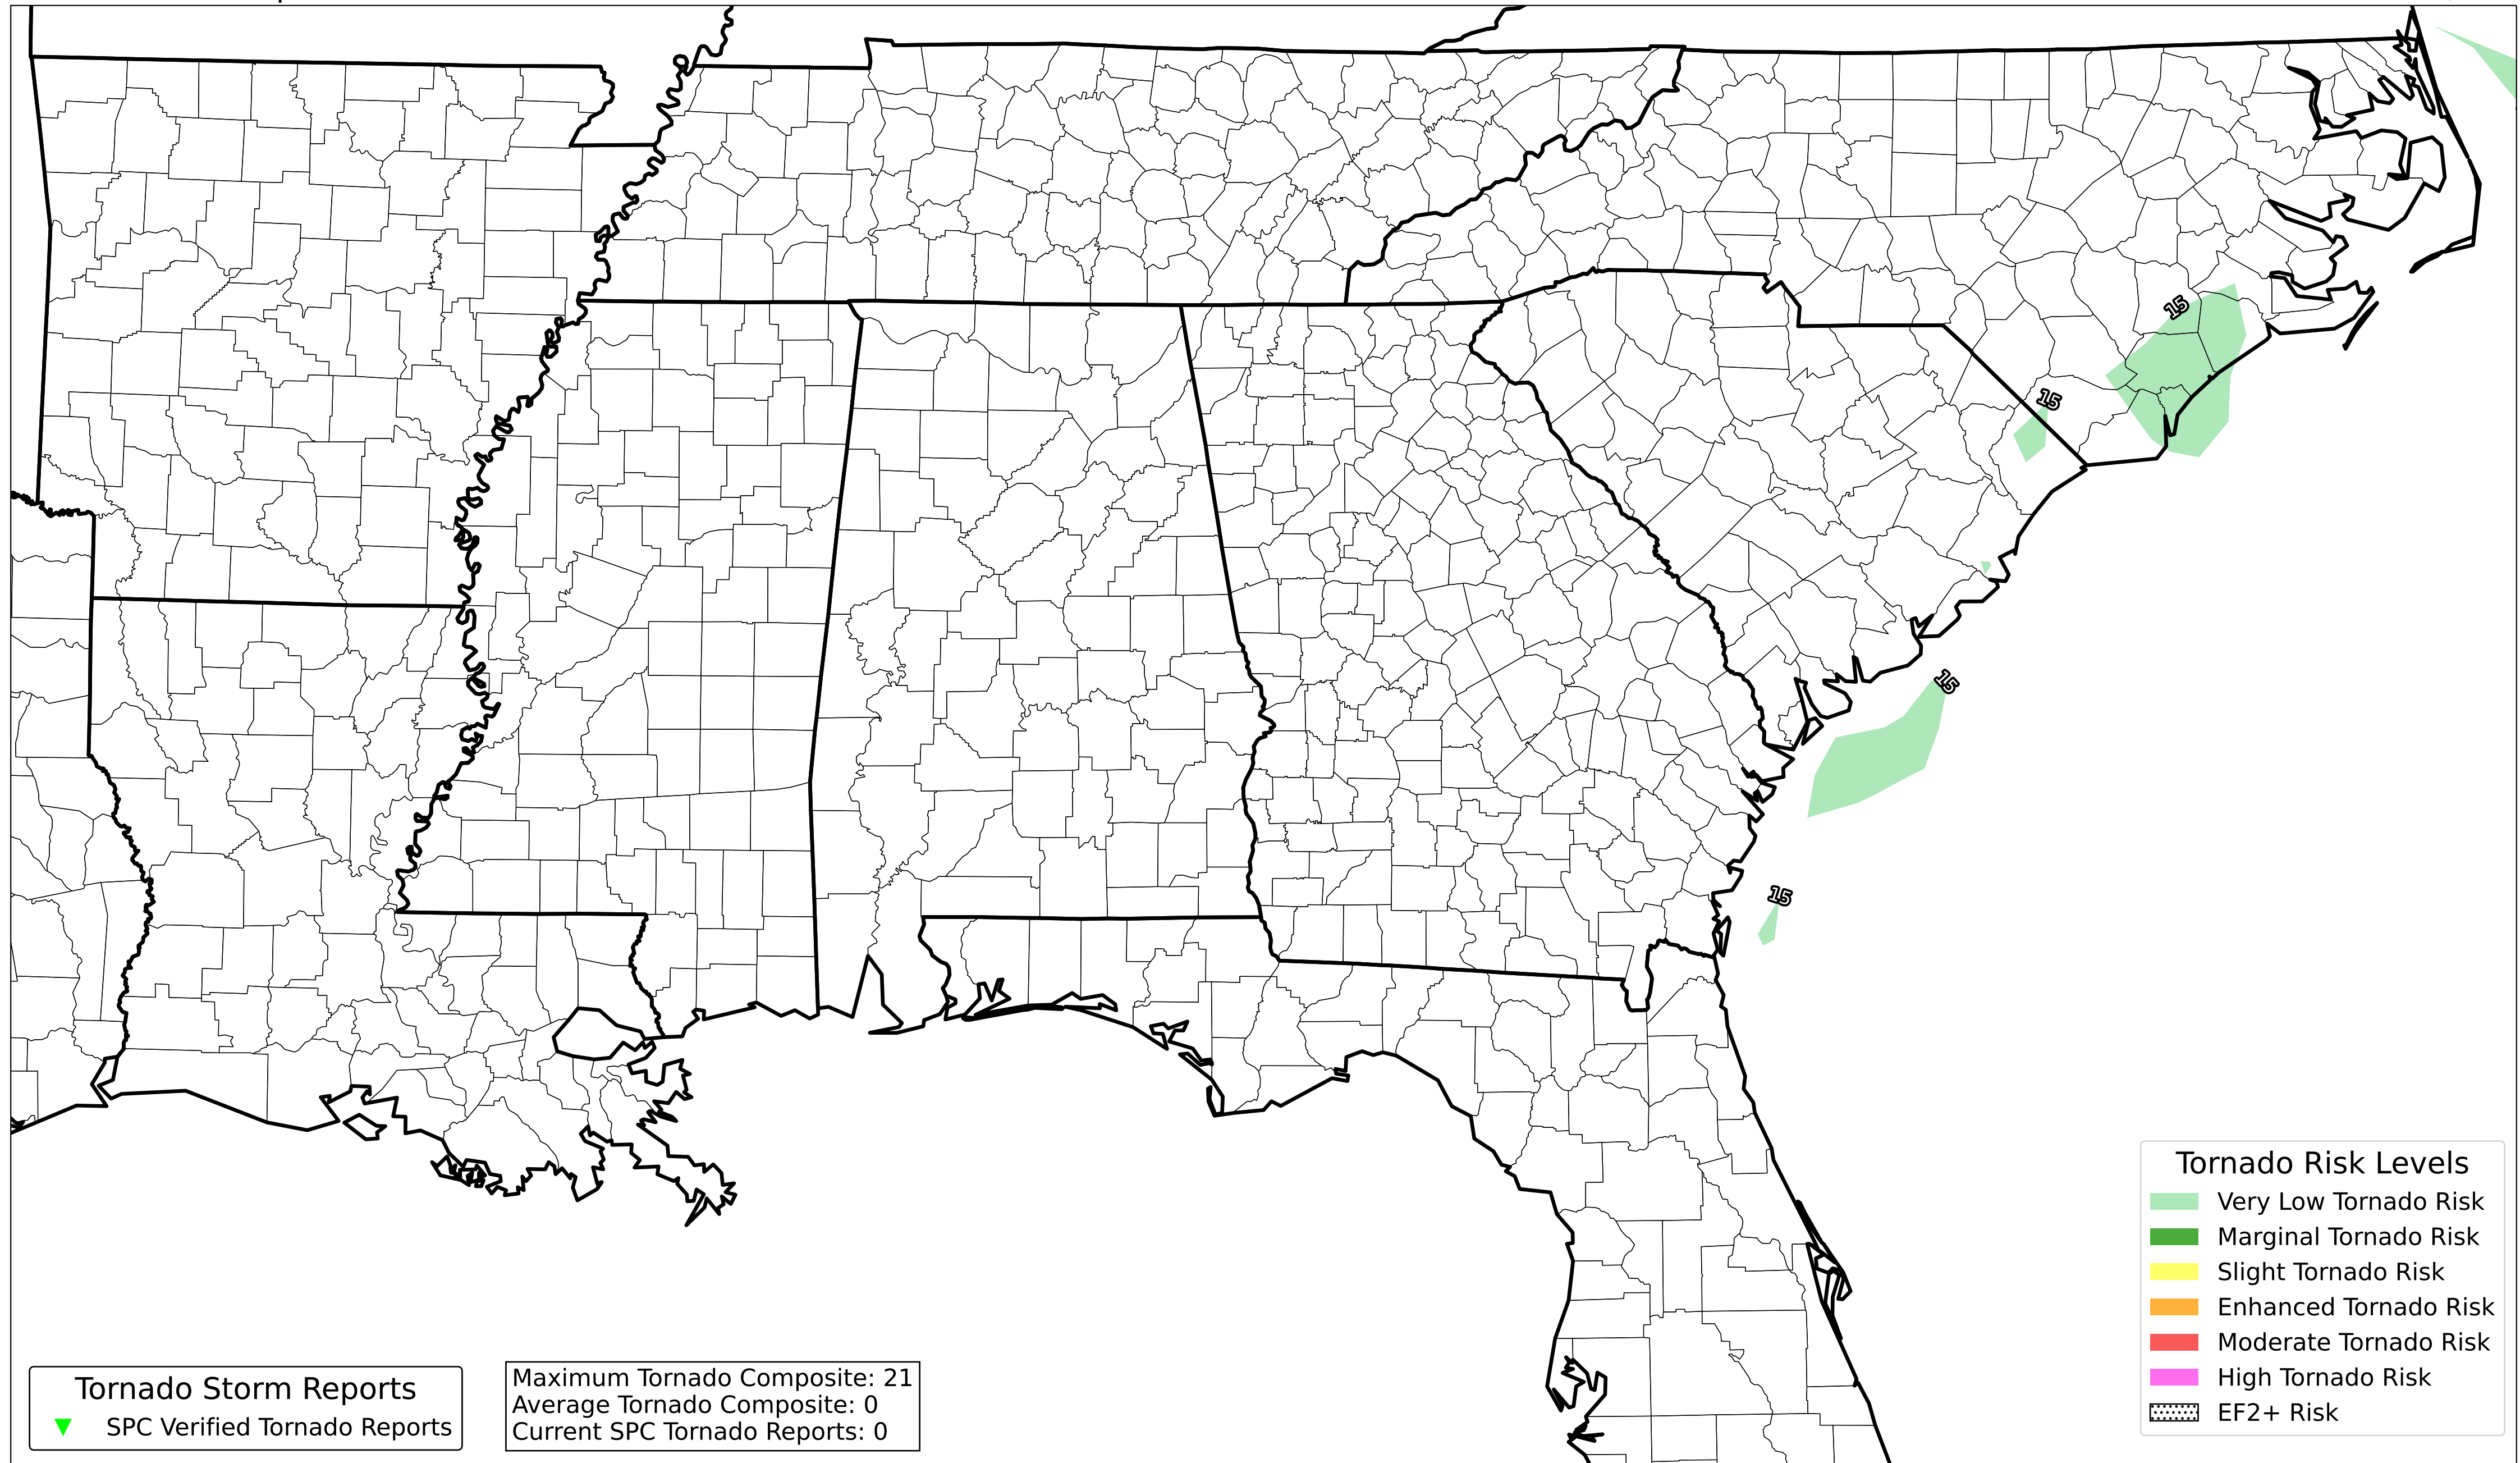 15
15
15
15
Tornado Risk Levels
Very Low Tornado Risk
Marginal Tornado Risk
Slight Tornado Risk
Enhanced Tornado Risk
Moderate Tornado Risk
High Tornado Risk
EF2+ Risk
Tornado Storm Reports
SPC Verified Tornado Reports
Maximum Tornado Composite: 21
Average Tornado Composite: 0
Current SPC Tornado Reports: 0